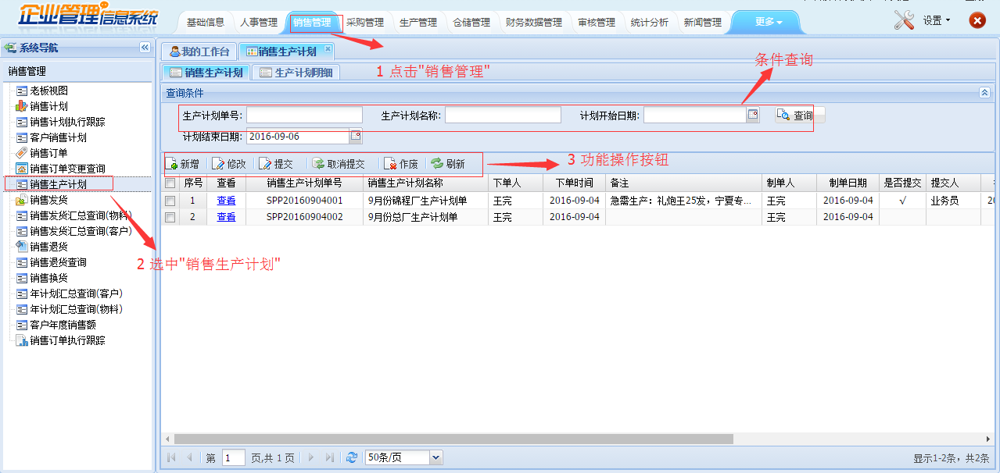 企业管理信息系统
基础信息 人事管理 销售管理 采购管理 生产管理 仓储管理 财务数据管理 审核管理 统计分析 新闻管理 更多 设置
系统导航
销售管理
老板视图
销售计划
销售计划执行跟踪
客户销售计划
销售订单
销售订单变更查询
销售生产计划
销售发货
销售发货汇总查询(物料)
销售发货汇总查询(客户)
销售退货
销售退货查询
销售换货
年计划汇总查询(客户)
年计划汇总查询(物料)
客户年度销售额
销售订单执行跟踪
我的工作台 销售生产计划
销售生产计划 生产计划明细
1 点击"销售管理"
条件查询
查询条件
生产计划单号: 生产计划名称: 计划开始日期: 查询
计划结束日期: 2016-09-06
新增 修改 提交 取消提交 作废 刷新
3 功能操作按钮
序号 查看 销售生产计划单号 销售生产计划名称 下单人 下单时间 备注 制单人 制单日期 是否提交 提交人
1 查看 SPP20160904001 9月份锦程厂生产计划单 王完 2016-09-04 急需生产：礼炮王25发，宁夏专... 王完 2016-09-04 √ 业务员 20
2 查看 SPP20160904002 9月份总厂生产计划单 王完 2016-09-04 王完 2016-09-04
2 选中"销售生产计划"
第 1 页,共 1 页 50条/页 显示1-2条，共2条